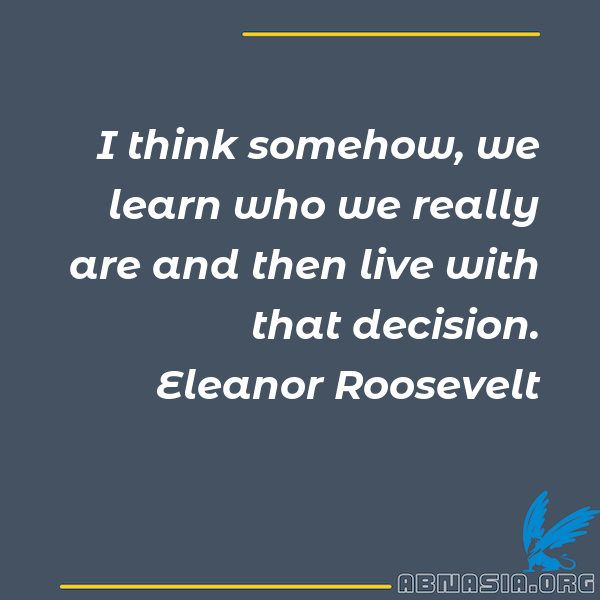 I think somehow, we
learn who we really
are and then live with
that decision.
Eleanor Roosevelt
ABNASIA.ORG